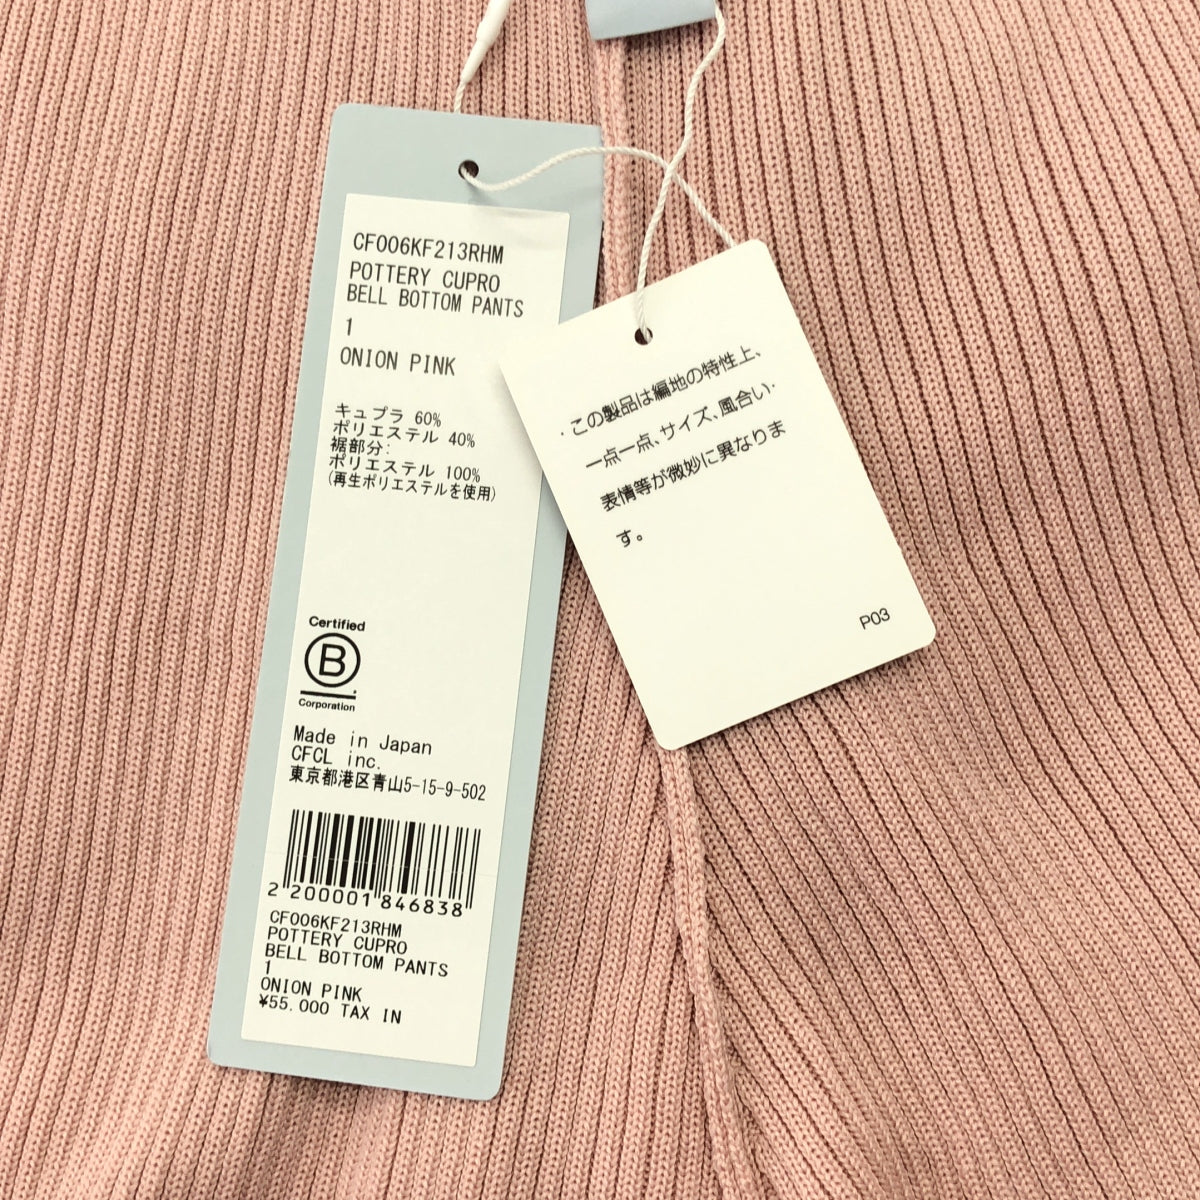 CF006KF213RHM
POTTERY CUPRO
BELL BOTTOM PANTS
1
ONION PINK
キュプラ 60%
ポリエステル 40%
裾部分:
ポリエステル 100%
(再生ポリエステルを使用)
Certified
B
Corporation
Made in Japan
CFCL inc.
東京都港区青山5-15-9-502
2 200001 846838
CF006KF213RHM
POTTERY CUPRO
BELL BOTTOM PANTS
1
ONION PINK
¥55.000 TAX IN
・この製品は編地の特性上、
一点一点、サイズ、風合い・
表情等が微妙に異なりま
す。
P03